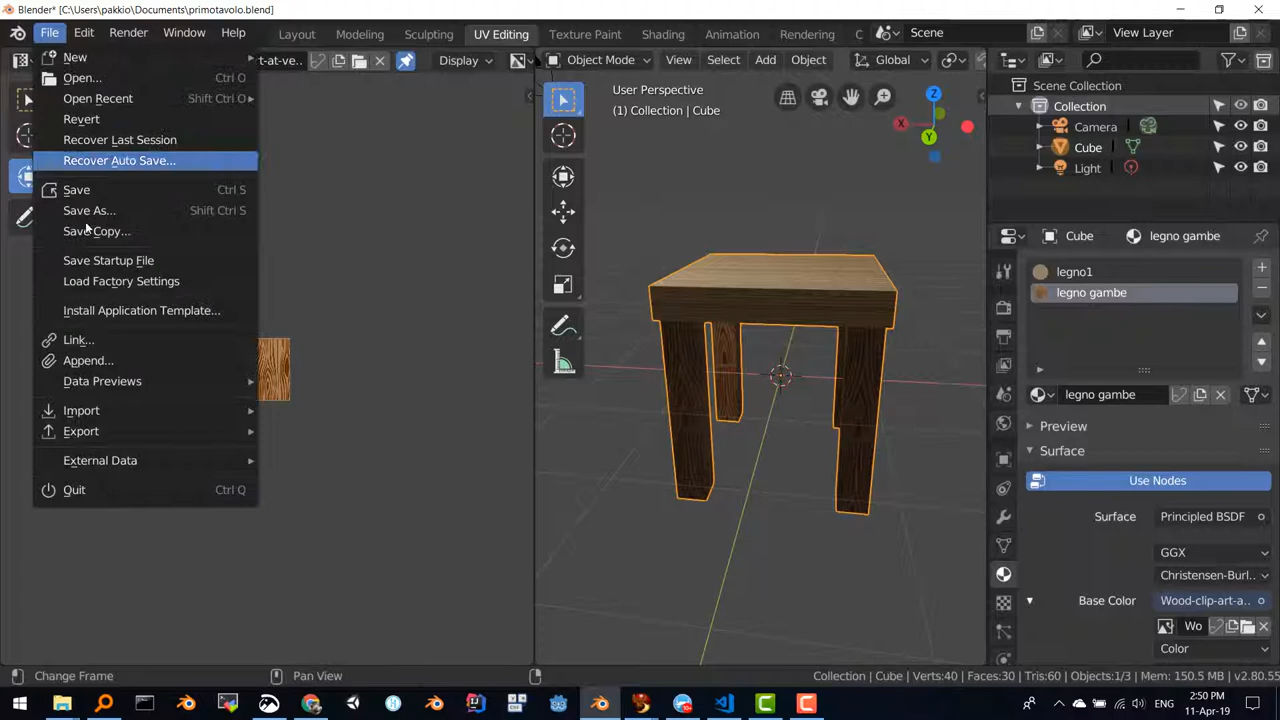 Blender* [C:\Users\pakkio\Documents\primotavolo.blend]
File Edit Render Window Help Layout Modeling Sculpting UV Editing Texture Paint Shading Animation Rendering C Scene View Layer
t-at-ve.. Display Object Mode View Select Add Object Global
New
Open... Ctrl O
Open Recent Shift Ctrl O
Revert
Recover Last Session
Recover Auto Save...
Save Ctrl S
Save As... Shift Ctrl S
Save Copy...
Save Startup File
Load Factory Settings
Install Application Template...
Link...
Append...
Data Previews
Import
Export
External Data
Quit Ctrl Q
User Perspective
(1) Collection | Cube
Z
X
Y
Scene Collection
Collection
Camera
Cube
Light
Cube legno gambe
legno1
legno gambe
legno gambe
Preview
Surface
Use Nodes
Surface Principled BSDF
GGX
Christensen-Burl..
Base Color Wood-clip-art-a..
Wo
Color
Change Frame Pan View Collection | Cube | Verts:40 | Faces:30 | Tris:60 | Objects:1/3 | Mem: 150.5 MB | v2.80.55
2:50 PM
11-Apr-19